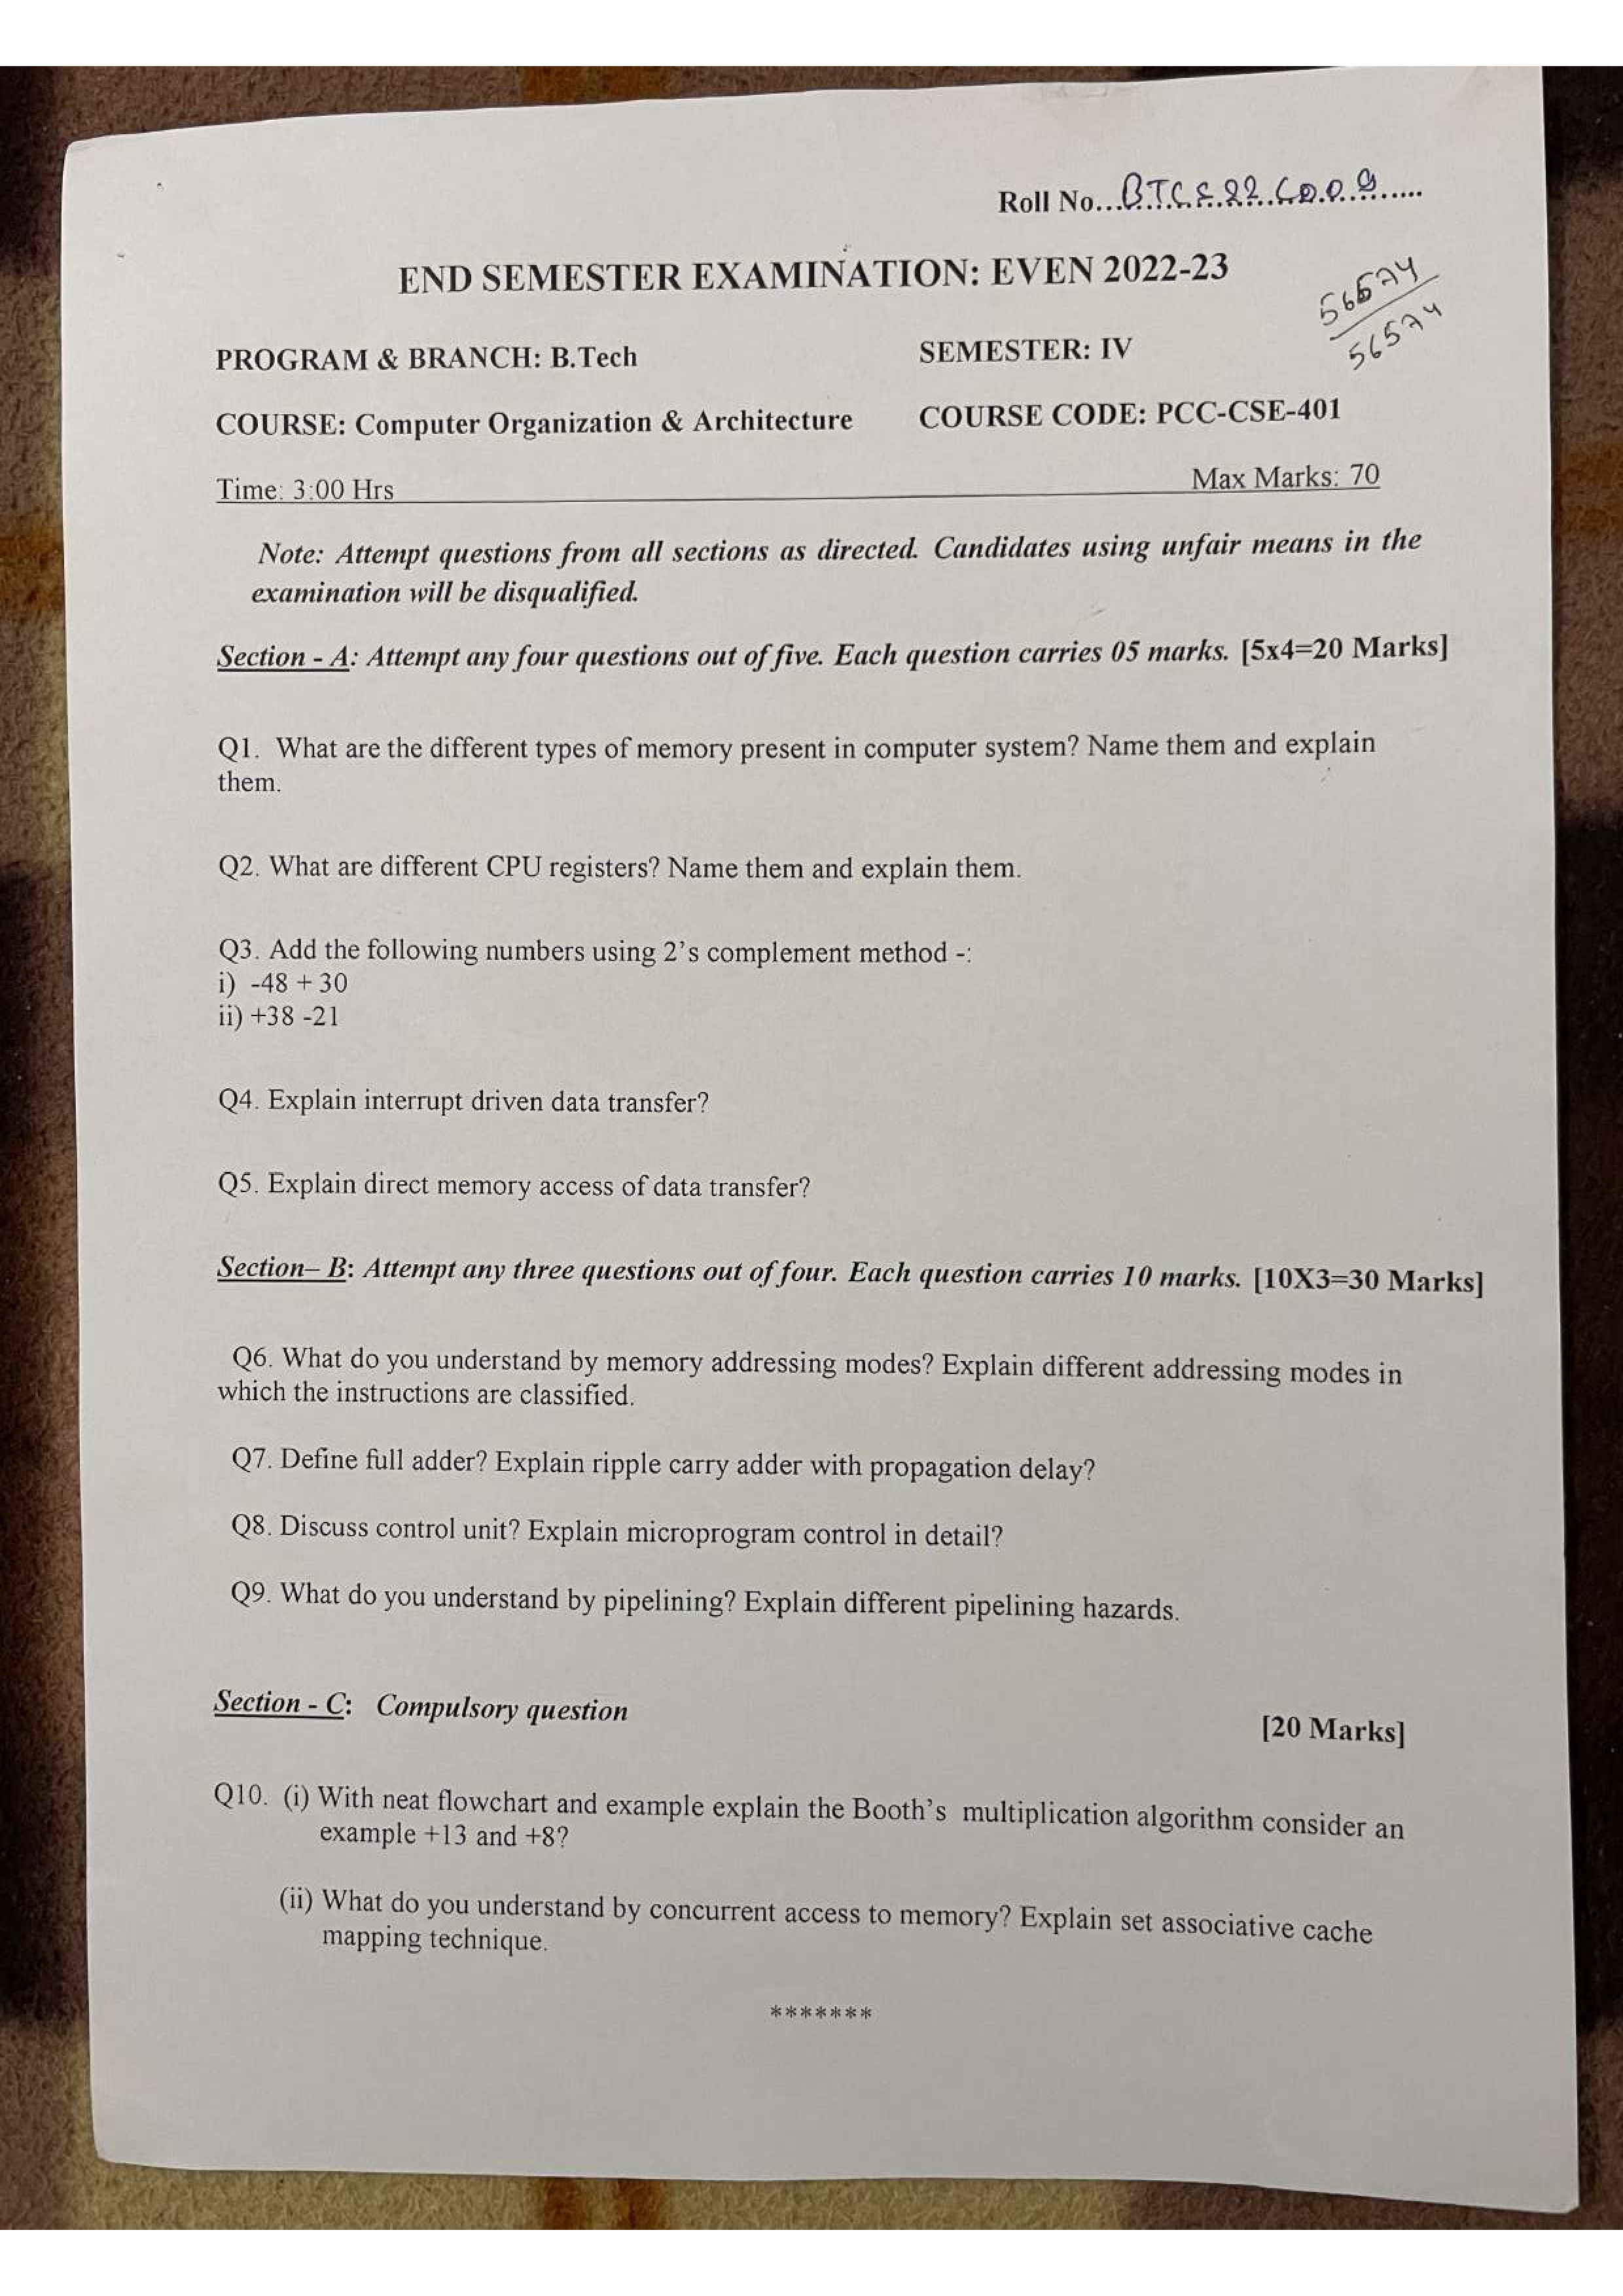 Roll No...BTCS22C009.....
END SEMESTER EXAMINATION: EVEN 2022-23
56574
56574
PROGRAM & BRANCH: B.Tech SEMESTER: IV
COURSE: Computer Organization & Architecture COURSE CODE: PCC-CSE-401
Time: 3:00 Hrs Max Marks: 70
Note: Attempt questions from all sections as directed. Candidates using unfair means in the
examination will be disqualified.
Section - A: Attempt any four questions out of five. Each question carries 05 marks. [5x4=20 Marks]
Q1. What are the different types of memory present in computer system? Name them and explain
them.
Q2. What are different CPU registers? Name them and explain them.
Q3. Add the following numbers using 2's complement method -:
i) -48 + 30
ii) +38 -21
Q4. Explain interrupt driven data transfer?
Q5. Explain direct memory access of data transfer?
Section– B: Attempt any three questions out of four. Each question carries 10 marks. [10X3=30 Marks]
Q6. What do you understand by memory addressing modes? Explain different addressing modes in
which the instructions are classified.
Q7. Define full adder? Explain ripple carry adder with propagation delay?
Q8. Discuss control unit? Explain microprogram control in detail?
Q9. What do you understand by pipelining? Explain different pipelining hazards.
Section - C: Compulsory question
[20 Marks]
Q10. (i) With neat flowchart and example explain the Booth's multiplication algorithm consider an
example +13 and +8?
(ii) What do you understand by concurrent access to memory? Explain set associative cache
mapping technique.
*******